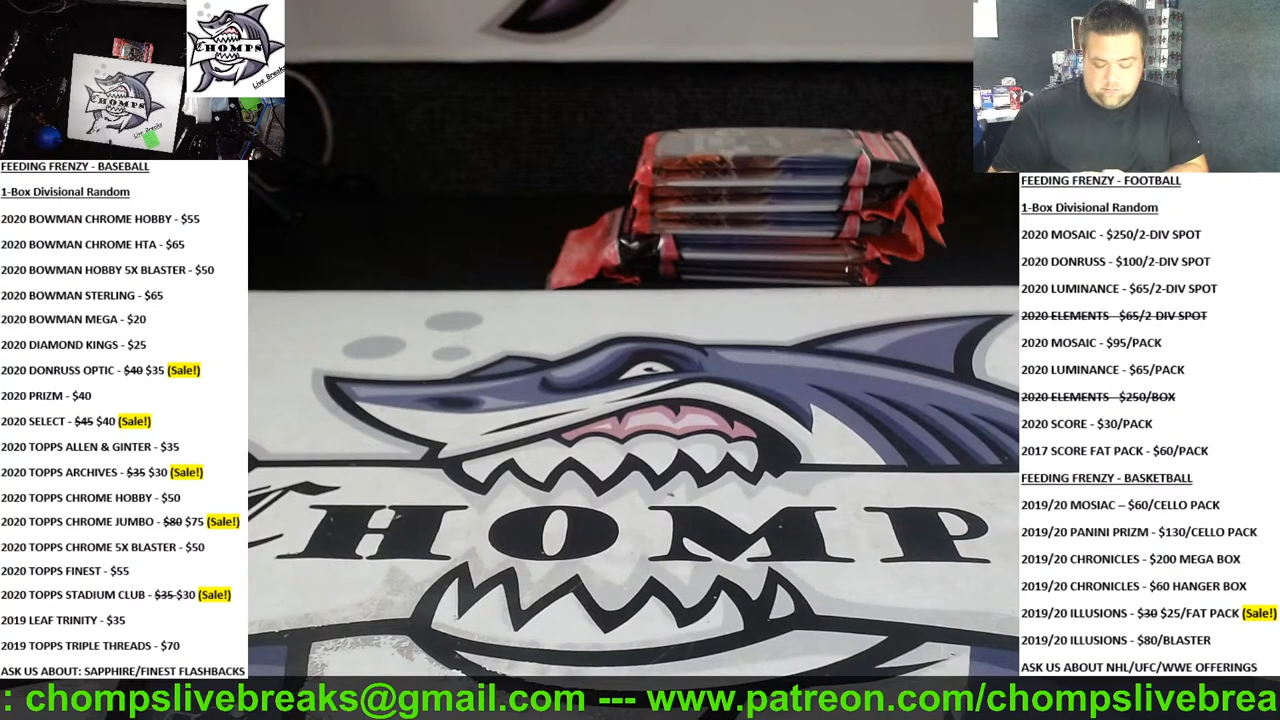 CHOMPS
Live Breaks
CHOMPS
Live Breaks
FEEDING FRENZY - BASEBALL
1-Box Divisional Random
2020 BOWMAN CHROME HOBBY - $55
2020 BOWMAN CHROME HTA - $65
2020 BOWMAN HOBBY 5X BLASTER - $50
2020 BOWMAN STERLING - $65
2020 BOWMAN MEGA - $20
2020 DIAMOND KINGS - $25
2020 DONRUSS OPTIC - $40 $35 (Sale!)
2020 PRIZM - $40
2020 SELECT - $45 $40 (Sale!)
2020 TOPPS ALLEN & GINTER - $35
2020 TOPPS ARCHIVES - $35 $30 (Sale!)
2020 TOPPS CHROME HOBBY - $50
2020 TOPPS CHROME JUMBO - $80 $75 (Sale!)
2020 TOPPS CHROME 5X BLASTER - $50
2020 TOPPS FINEST - $55
2020 TOPPS STADIUM CLUB - $35 $30 (Sale!)
2019 LEAF TRINITY - $35
2019 TOPPS TRIPLE THREADS - $70
ASK US ABOUT: SAPPHIRE/FINEST FLASHBACKS
CHOMP
FEEDING FRENZY - FOOTBALL
1-Box Divisional Random
2020 MOSAIC - $250/2-DIV SPOT
2020 DONRUSS - $100/2-DIV SPOT
2020 LUMINANCE - $65/2-DIV SPOT
2020 ELEMENTS - $65/2-DIV SPOT
2020 MOSAIC - $95/PACK
2020 LUMINANCE - $65/PACK
2020 ELEMENTS - $250/BOX
2020 SCORE - $30/PACK
2017 SCORE FAT PACK - $60/PACK
FEEDING FRENZY - BASKETBALL
2019/20 MOSIAC – $60/CELLO PACK
2019/20 PANINI PRIZM - $130/CELLO PACK
2019/20 CHRONICLES - $200 MEGA BOX
2019/20 CHRONICLES - $60 HANGER BOX
2019/20 ILLUSIONS - $30 $25/FAT PACK (Sale!)
2019/20 ILLUSIONS - $80/BLASTER
ASK US ABOUT NHL/UFC/WWE OFFERINGS
: chompslivebreaks@gmail.com --- www.patreon.com/chompslivebrea